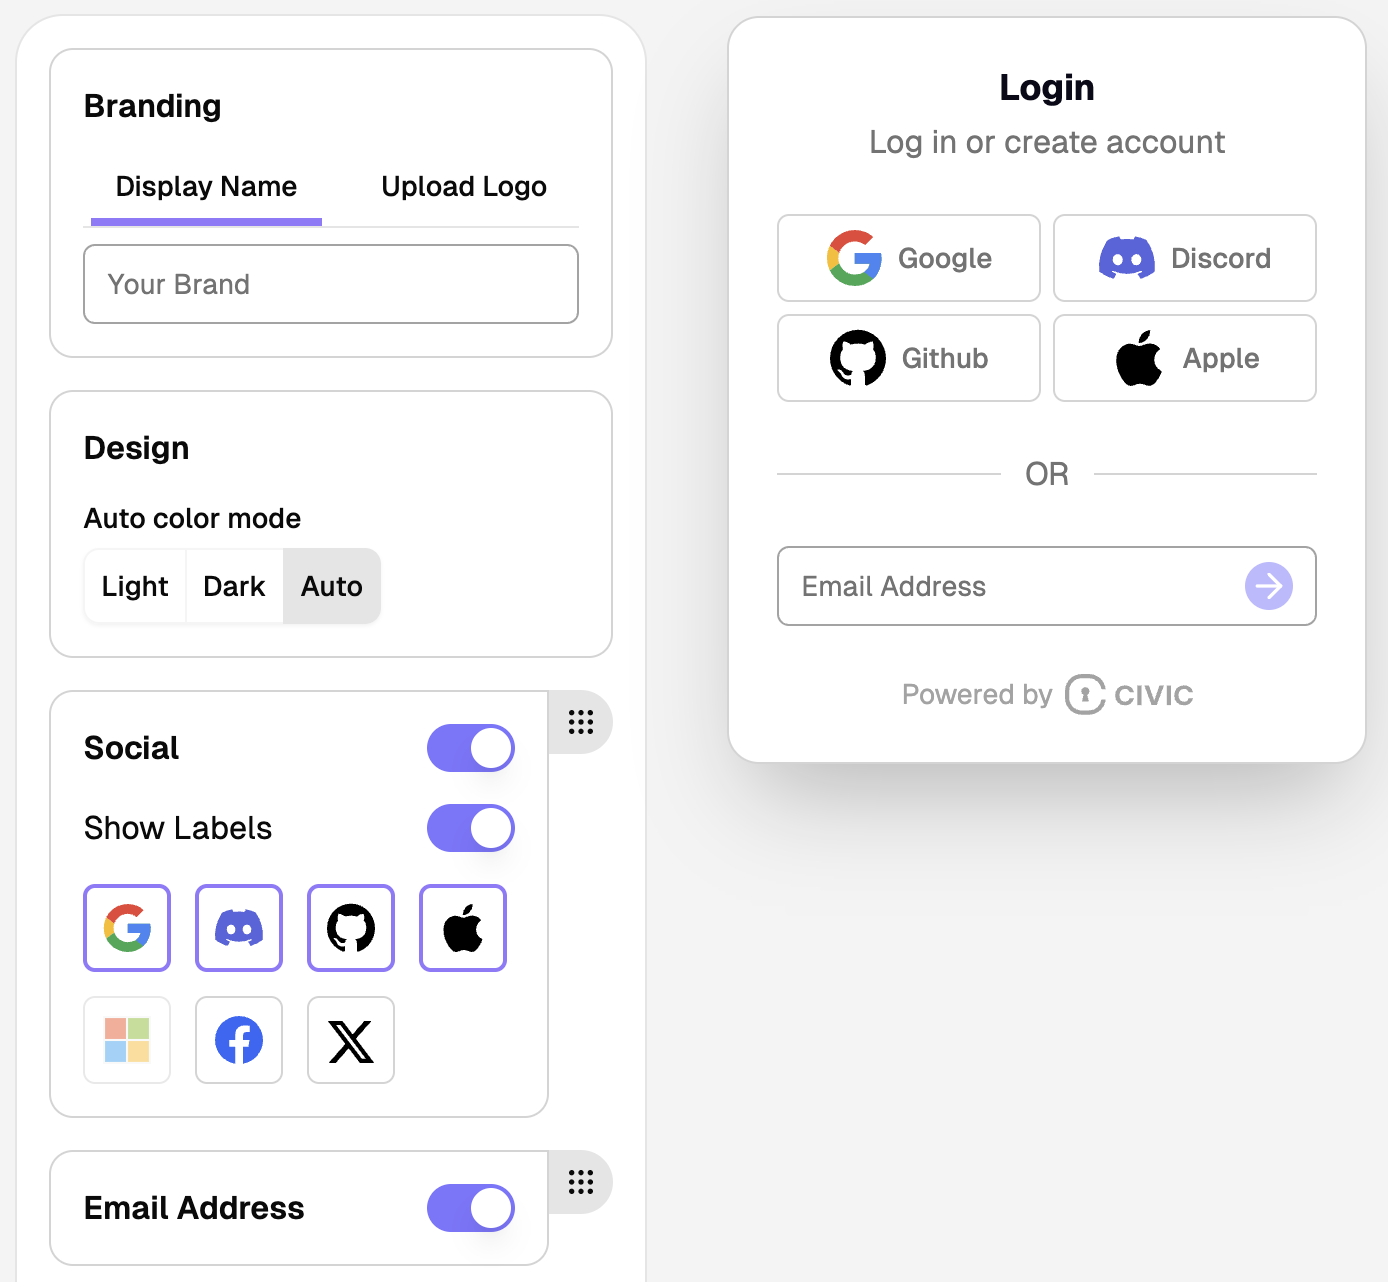 Branding
Display Name
Upload Logo
Your Brand
Design
Auto color mode
Light
Dark
Auto
Social
Show Labels
Email Address
Login
Log in or create account
Google
Discord
Github
Apple
OR
Email Address
Powered by CIVIC